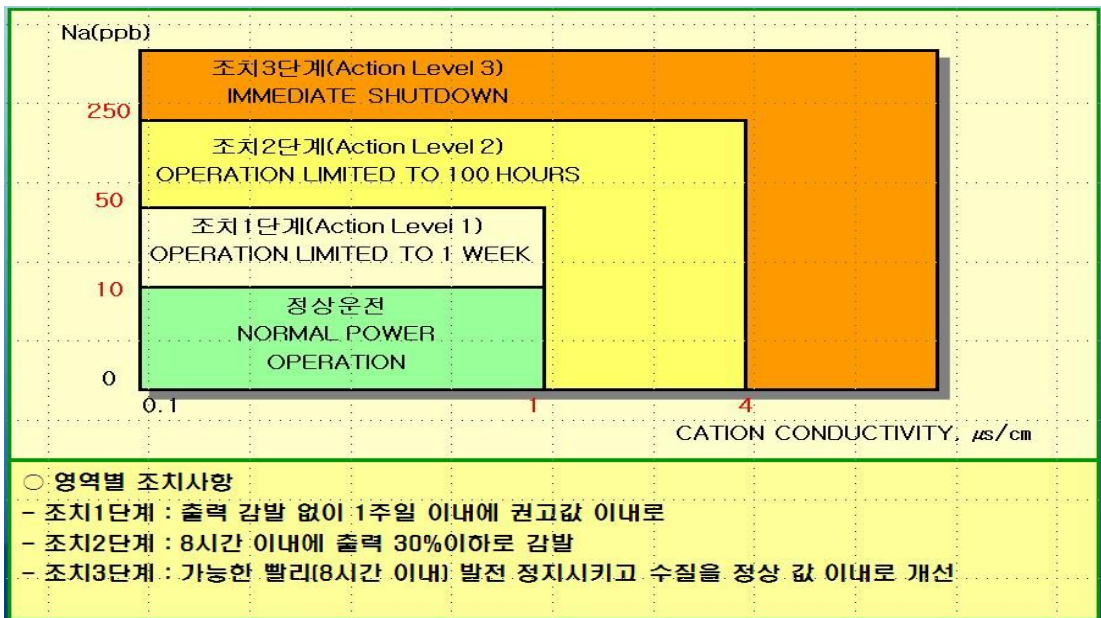 Na(ppb)
조치3단계(Action Level 3)
IMMEDIATE SHUTDOWN
250
조치2단계(Action Level 2)
OPERATION LIMITED TO 100 HOURS
50
조치1단계(Action Level 1)
OPERATION LIMITED TO 1 WEEK
10
정상운전
NORMAL POWER
OPERATION
0
0.1 1 4
CATION CONDUCTIVITY, μs/cm
○ 영역별 조치사항
- 조치1단계 : 출력 감발 없이 1주일 이내에 권고값 이내로
- 조치2단계 : 8시간 이내에 출력 30%이하로 감발
- 조치3단계 : 가능한 빨리(8시간 이내) 발전 정지시키고 수질을 정상 값 이내로 개선